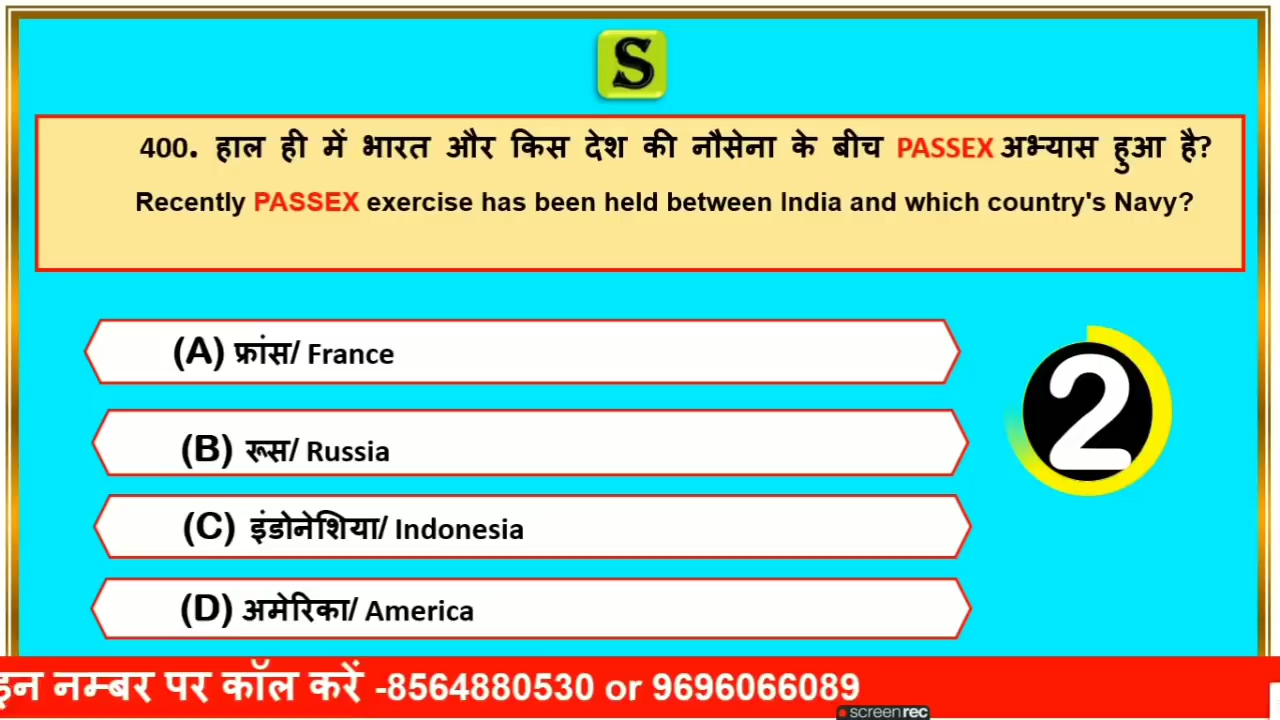 S
400. हाल ही में भारत और किस देश की नौसेना के बीच PASSEX अभ्यास हुआ है?
Recently PASSEX exercise has been held between India and which country's Navy?
(A) फ्रांस/ France
(B) रूस/ Russia
2
(C) इंडोनेशिया/ Indonesia
(D) अमेरिका/ America
इन नम्बर पर कॉल करें -8564880530 or 9696066089
screenrec